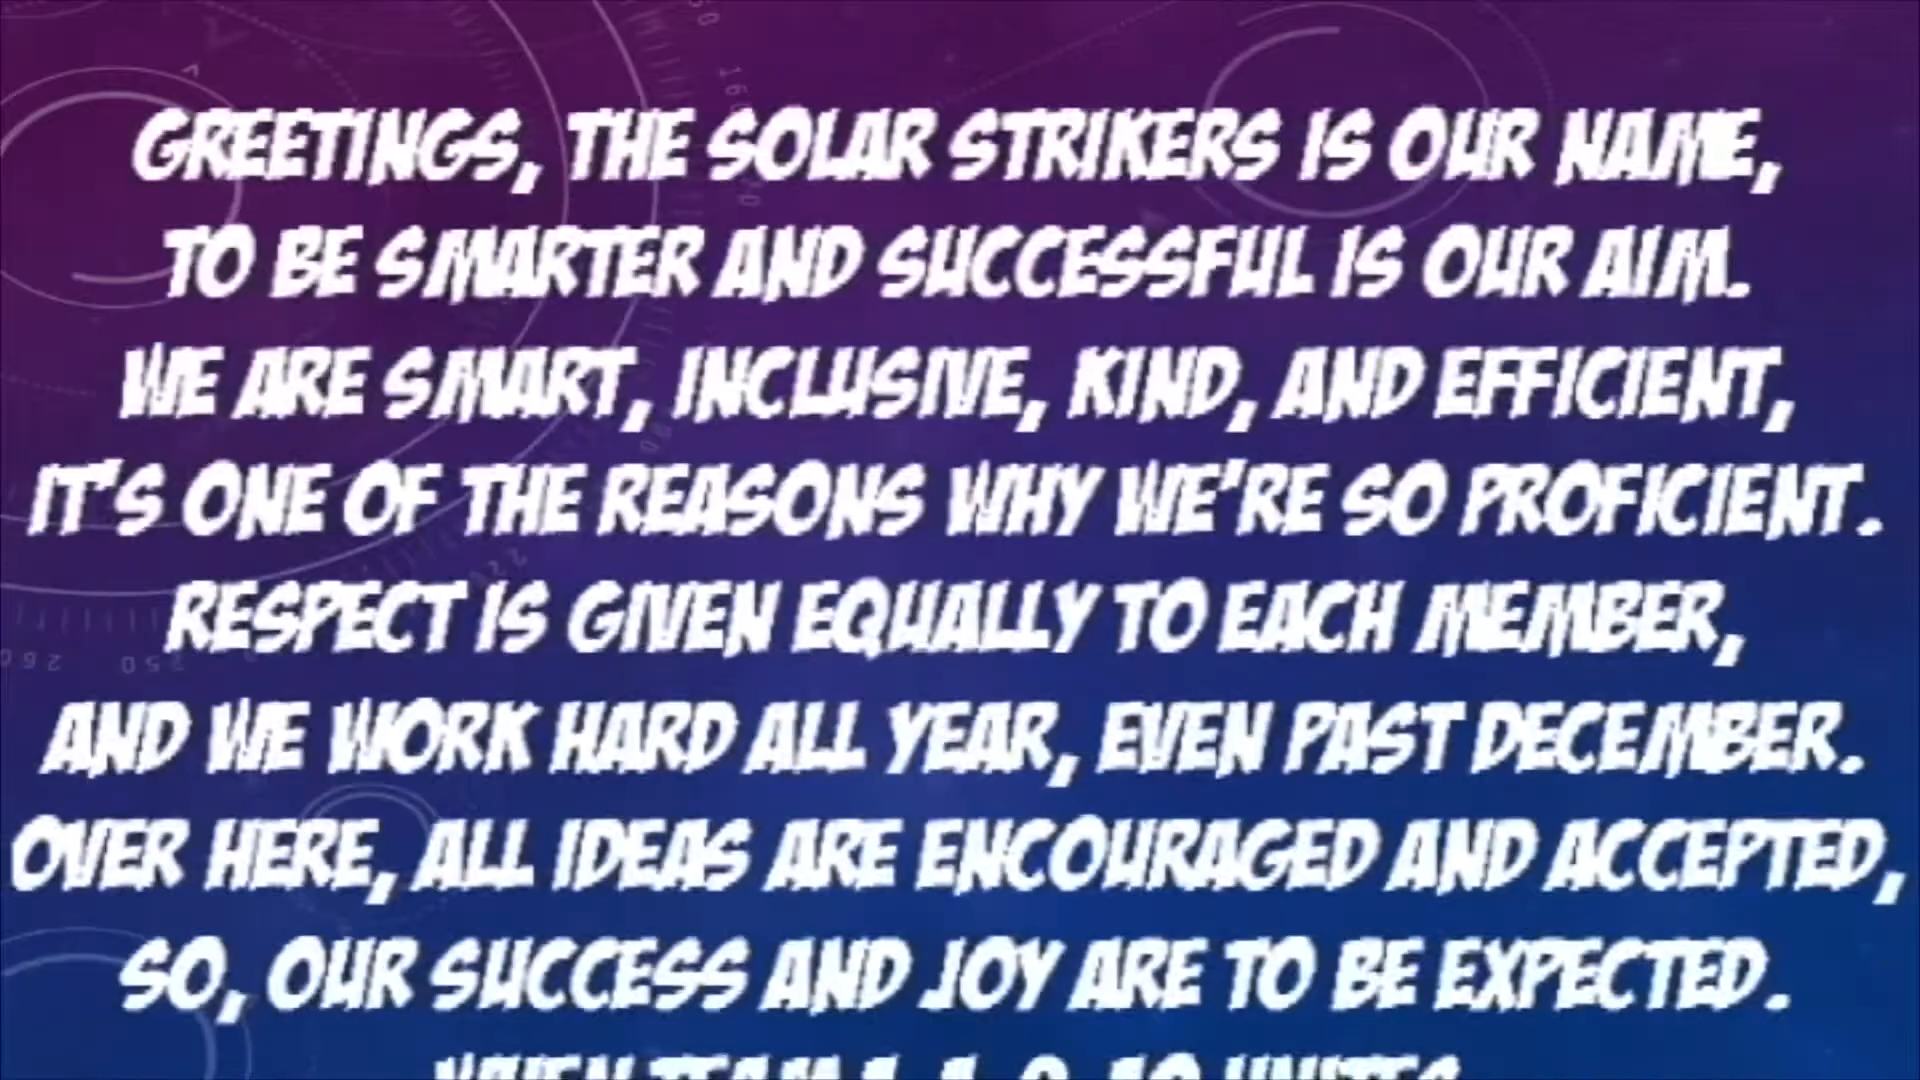 GREETINGS, THE SOLAR STRIKERS IS OUR NAME,
TO BE SMARTER AND SUCCESSFUL IS OUR AIM.
WE ARE SMART, INCLUSIVE, KIND, AND EFFICIENT,
IT'S ONE OF THE REASONS WHY WE'RE SO PROFICIENT.
RESPECT IS GIVEN EQUALLY TO EACH MEMBER,
AND WE WORK HARD ALL YEAR, EVEN PAST DECEMBER.
OVER HERE, ALL IDEAS ARE ENCOURAGED AND ACCEPTED,
SO, OUR SUCCESS AND JOY ARE TO BE EXPECTED.
WHEN TEAM UNITES